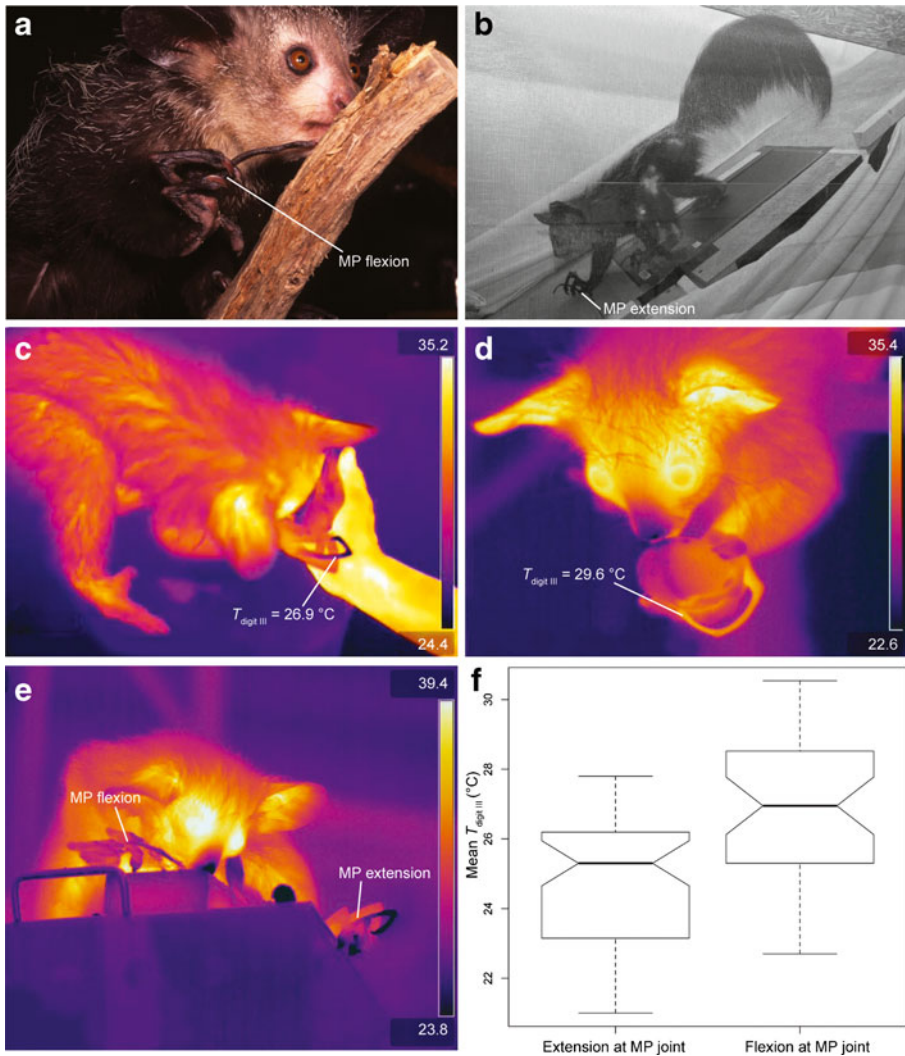 a
MP flexion
b
MP extension
c
35.2
T digit III = 26.9 °C
24.4
d
35.4
T digit III = 29.6 °C
22.6
e
39.4
MP flexion
MP extension
23.8
f
Mean T digit III (°C)
30
28
26
24
22
Extension at MP joint
Flexion at MP joint